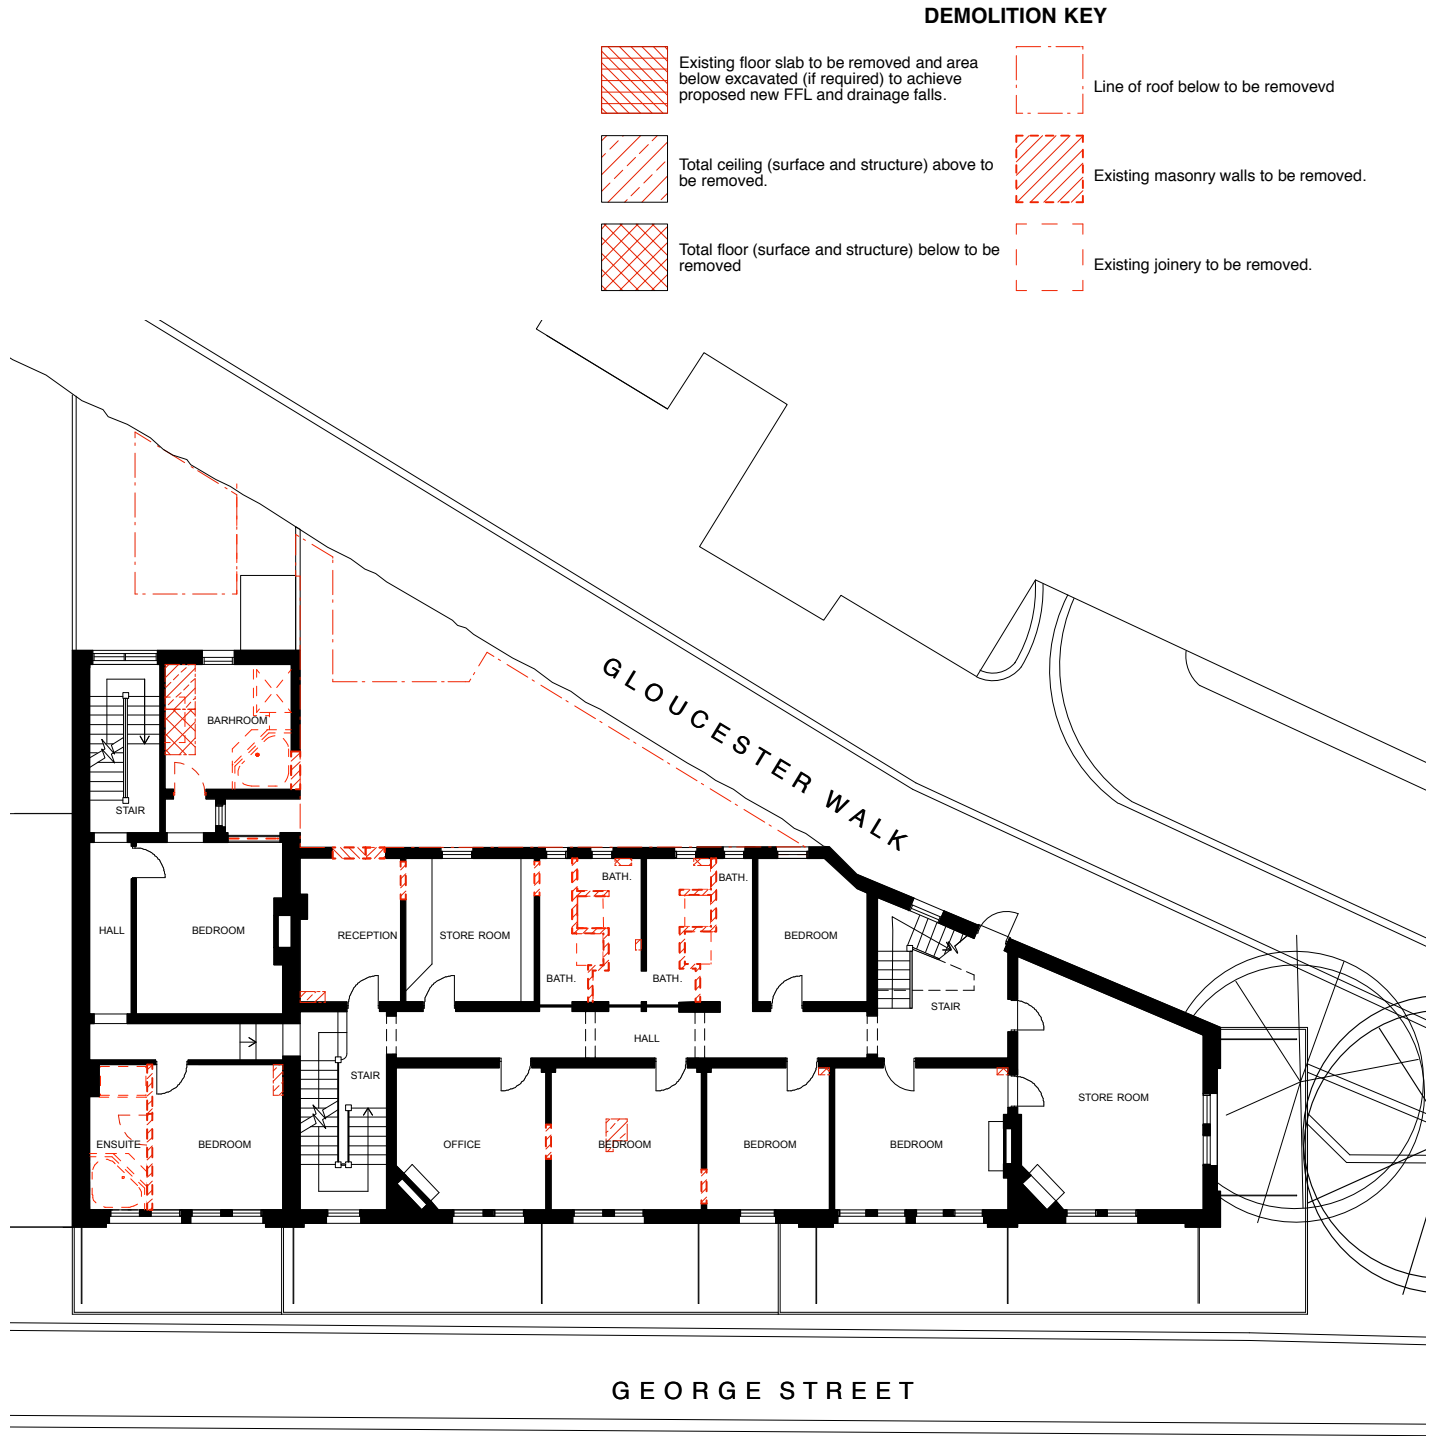 DEMOLITION KEY
Existing floor slab to be removed and area
below excavated (if required) to achieve
proposed new FFL and drainage falls.
Line of roof below to be removevd
Total ceiling (surface and structure) above to
be removed.
Existing masonry walls to be removed.
Total floor (surface and structure) below to be
removed
Existing joinery to be removed.
GLOUCESTER WALK
BARHROOM
STAIR
BATH.
BATH.
HALL
BEDROOM
RECEPTION
STORE ROOM
BEDROOM
BATH.
BATH.
STAIR
HALL
STAIR
STORE ROOM
ENSUITE
BEDROOM
OFFICE
BEDROOM
BEDROOM
BEDROOM
GEORGE STREET